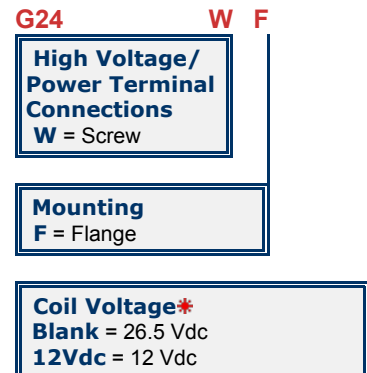 G24 W F
High Voltage/
Power Terminal
Connections
W = Screw
Mounting
F = Flange
Coil Voltage*
Blank = 26.5 Vdc
12Vdc = 12 Vdc